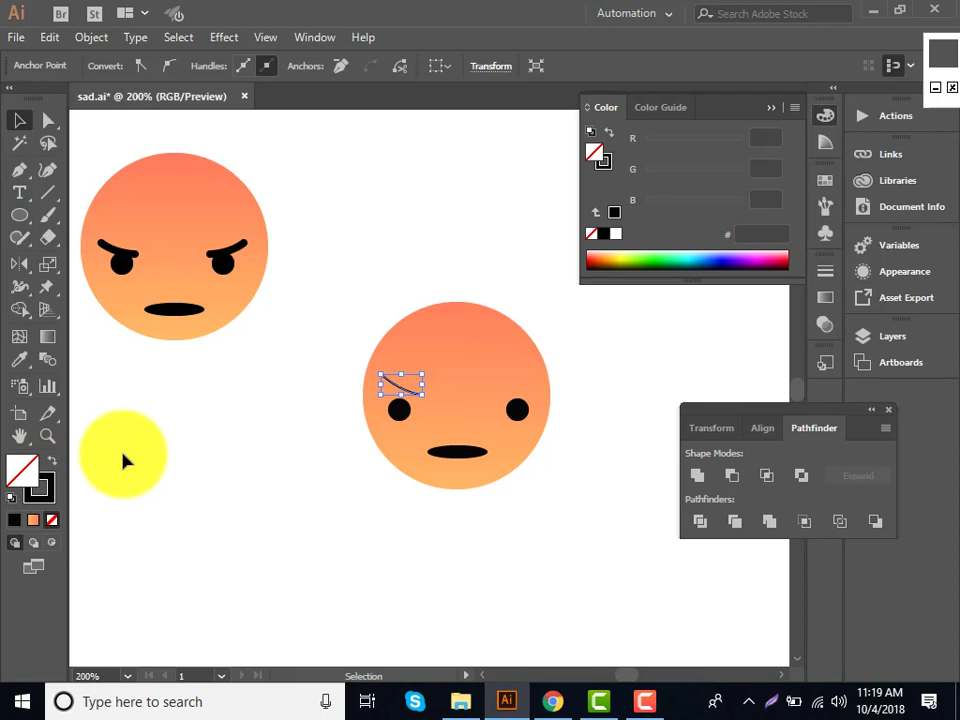 Ai Br St Automation Search Adobe Stock
File Edit Object Type Select Effect View Window Help
Anchor Point Convert: Handles: Anchors: Transform
sad.ai* @ 200% (RGB/Preview)
Color Color Guide
R
G
B
#
Actions
Links
Libraries
Document Info
Variables
Appearance
Asset Export
Layers
Artboards
Transform Align Pathfinder
Shape Modes:
Expand
Pathfinders:
200% 1 Selection
Type here to search
Ai
11:19 AM
10/4/2018